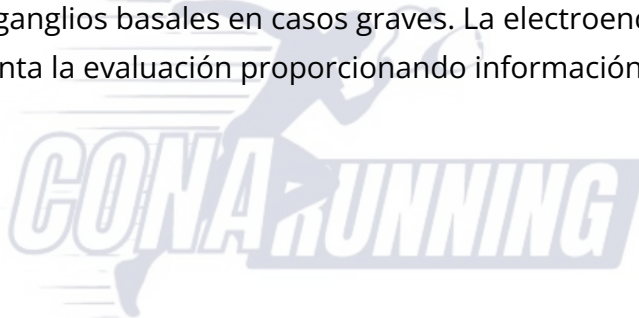 ganglios basales en casos graves. La electroenc
nta la evaluación proporcionando información
CONARUNNING